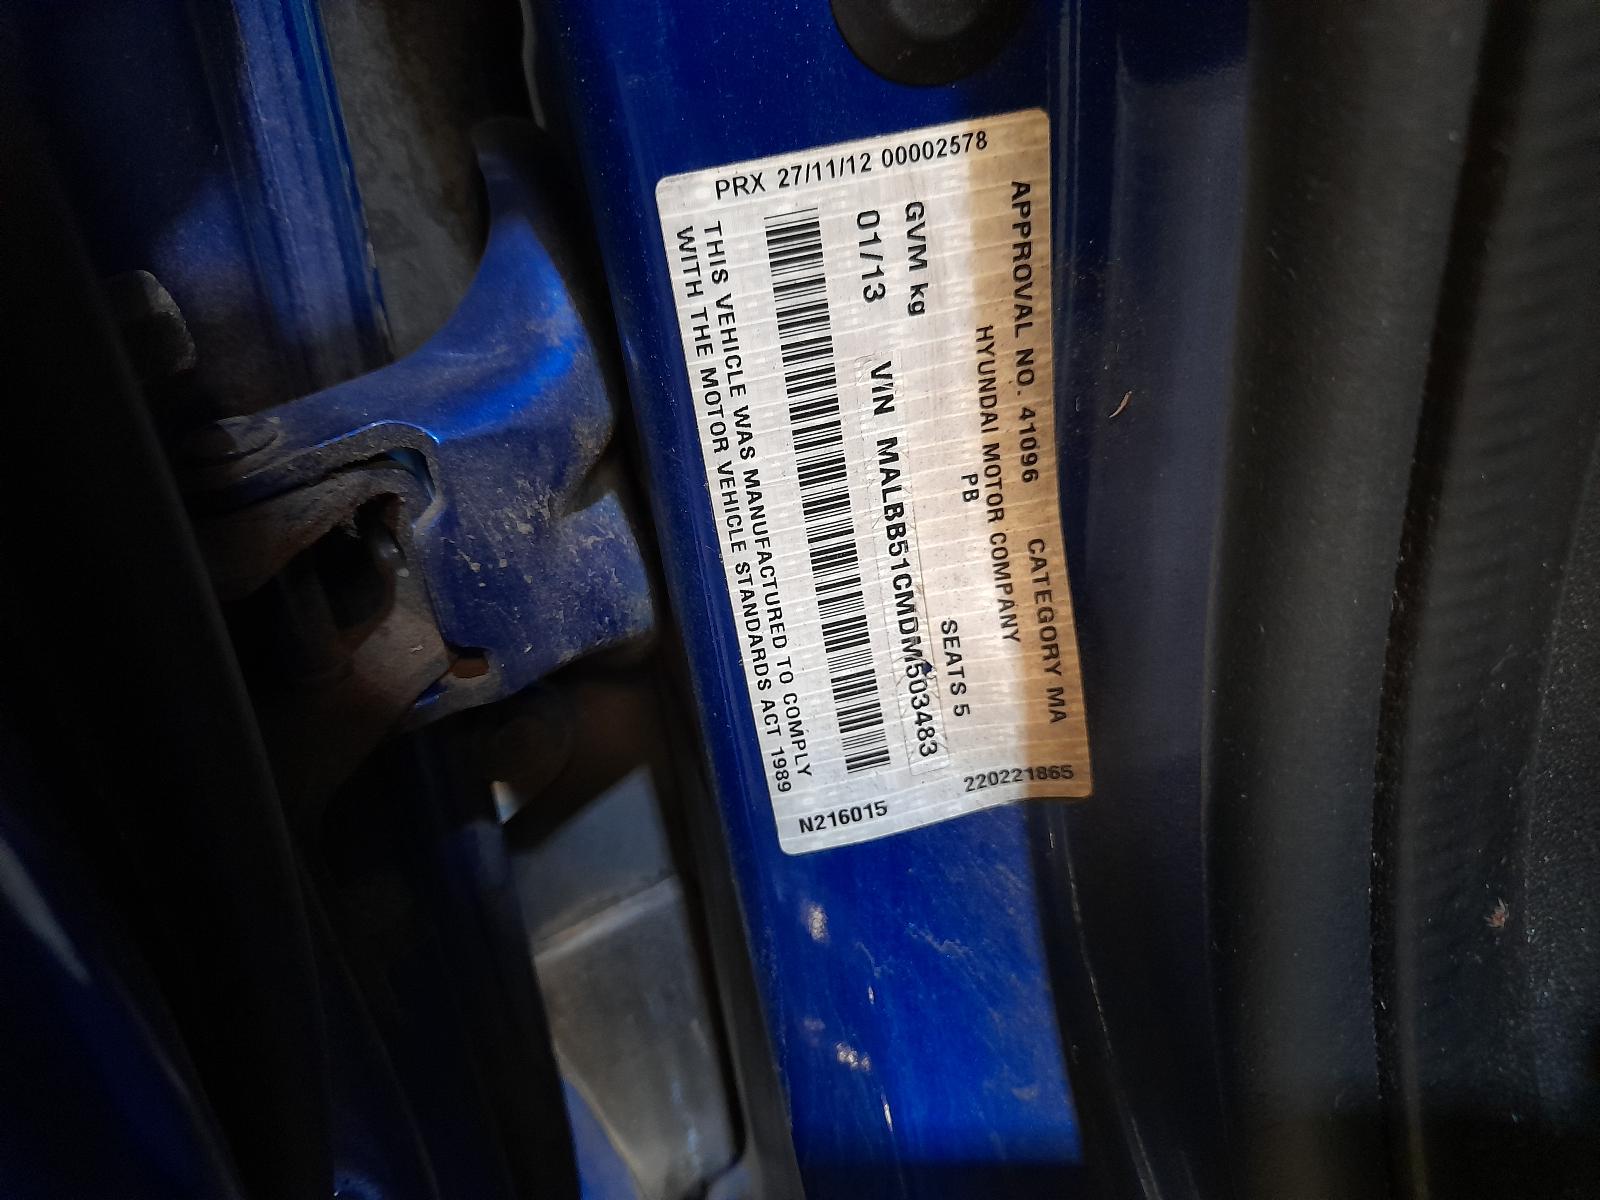 APPROVAL NO. 41096 CATEGORY MA
HYUNDAI MOTOR COMPANY
PB
GVM kg SEATS 5
01/13 VIN MALBB51CMDM503483
THIS VEHICLE WAS MANUFACTURED TO COMPLY
WITH THE MOTOR VEHICLE STANDARDS ACT 1989
PRX 27/11/12 00002578
220221865
N216015